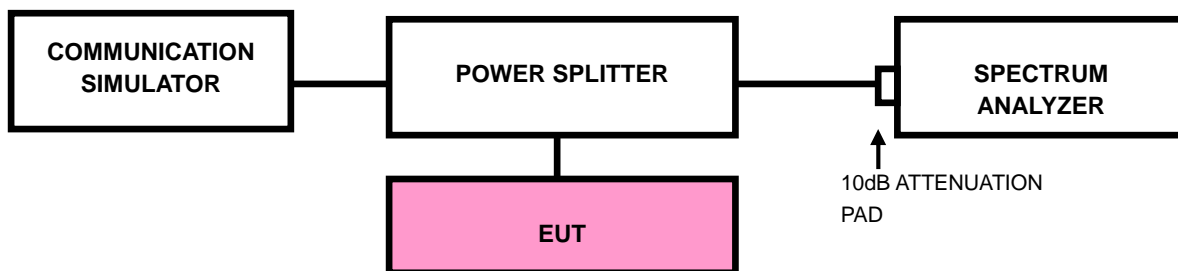 COMMUNICATION
SIMULATOR
POWER SPLITTER
SPECTRUM
ANALYZER
10dB ATTENUATION
PAD
EUT